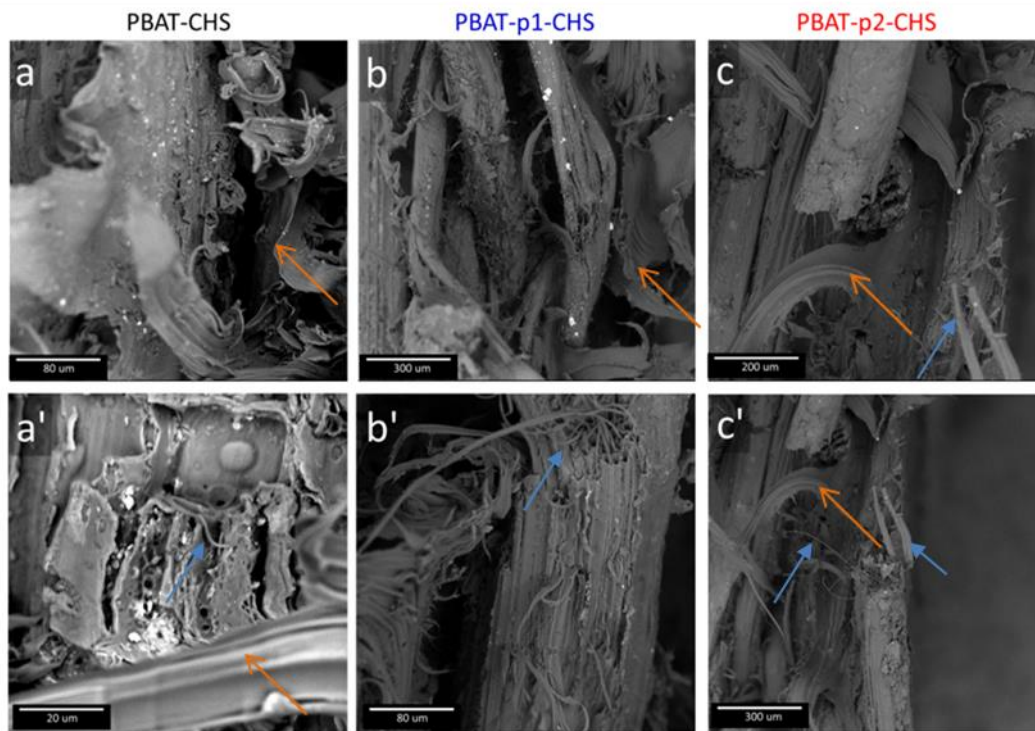 PBAT-CHS
PBAT-p1-CHS
PBAT-p2-CHS
a
b
c
80 um
300 um
200 um
a'
b'
c'
20 um
80 um
300 um